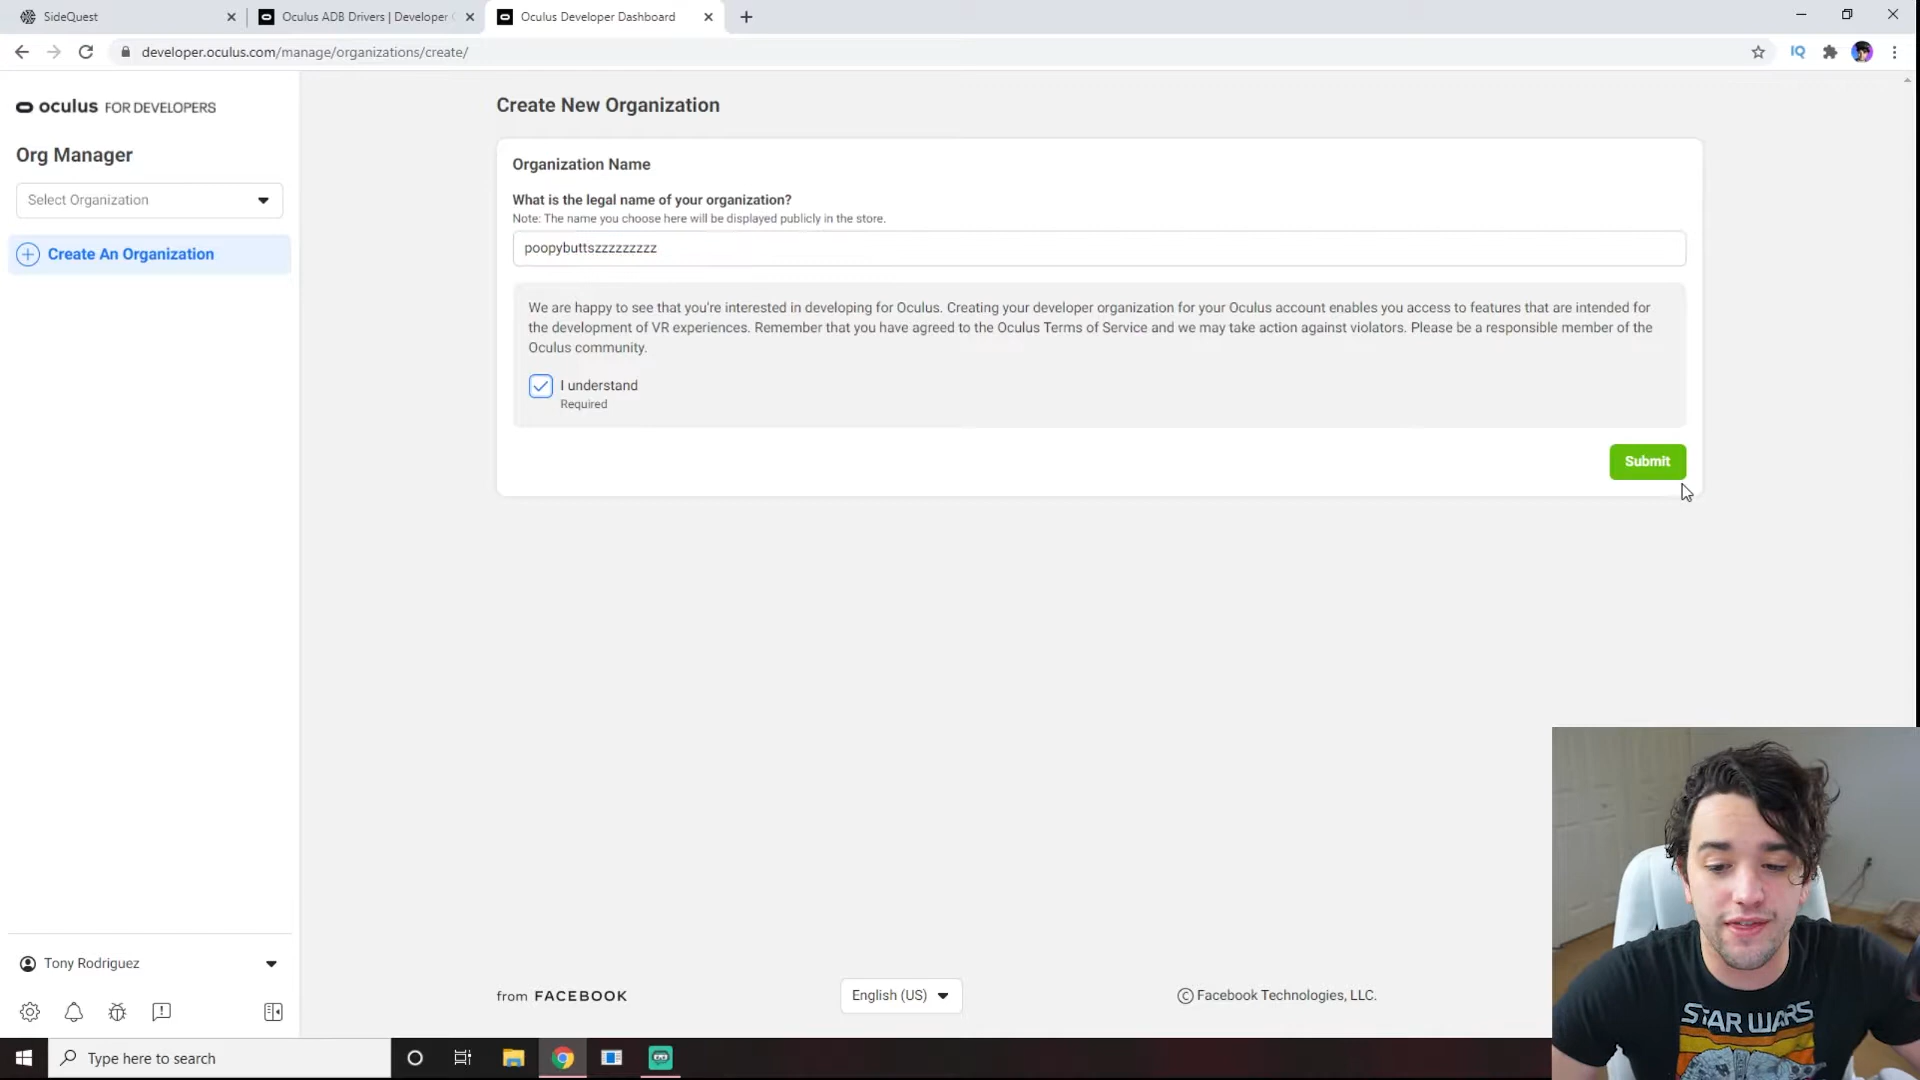 SideQuest
Oculus ADB Drivers | Developer
Oculus Developer Dashboard
developer.oculus.com/manage/organizations/create/
IQ
oculus FOR DEVELOPERS
Org Manager
Select Organization
Create An Organization
Create New Organization
Organization Name
What is the legal name of your organization?
Note: The name you choose here will be displayed publicly in the store.
poopybuttszzzzzzzzz
We are happy to see that you're interested in developing for Oculus. Creating your developer organization for your Oculus account enables you access to features that are intended for
the development of VR experiences. Remember that you have agreed to the Oculus Terms of Service and we may take action against violators. Please be a responsible member of the
Oculus community.
I understand
Required
Submit
Tony Rodriguez
from FACEBOOK
English (US)
© Facebook Technologies, LLC.
STAR WARS
Type here to search